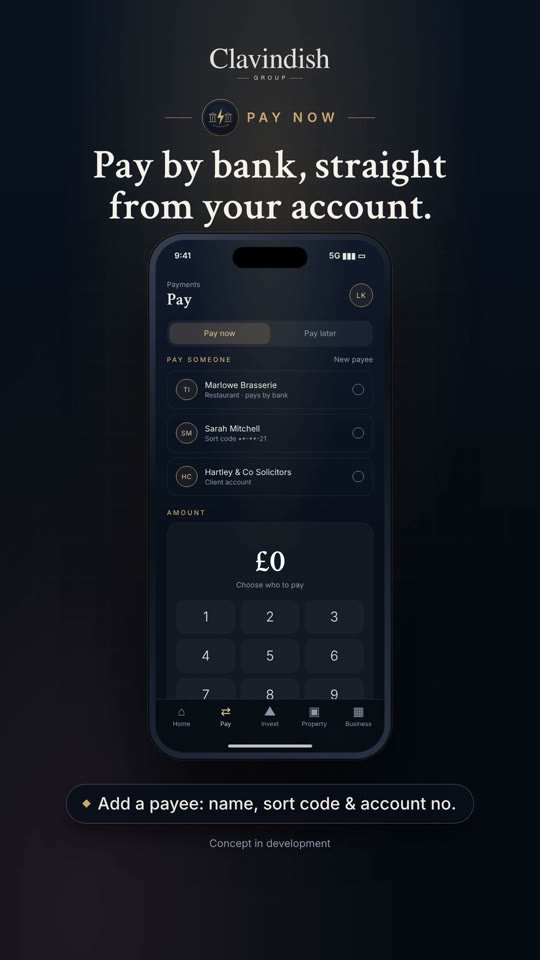 Clavindish
GROUP
PAY NOW
Pay by bank, straight
from your account.
9:41
5G
Payments
Pay
LK
Pay now
Pay later
PAY SOMEONE
New payee
TI
Marlowe Brasserie
Restaurant · pays by bank
SM
Sarah Mitchell
Sort code ••-••-21
HC
Hartley & Co Solicitors
Client account
AMOUNT
£0
Choose who to pay
1 2 3
4 5 6
7 8 9
Home Pay Invest Property Business
Add a payee: name, sort code & account no.
Concept in development